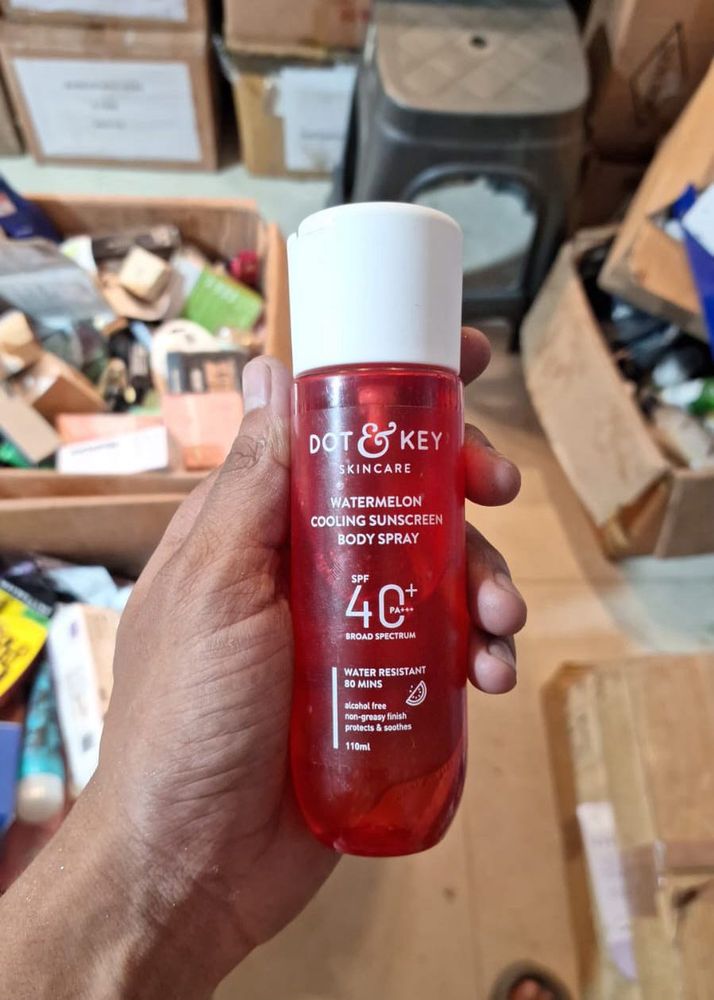 DOT & KEY
SKINCARE
WATERMELON
COOLING SUNSCREEN
BODY SPRAY
SPF
40+
PA+++
BROAD SPECTRUM
WATER RESISTANT
80 MINS
alcohol free
non-greasy finish
protects & soothes
110ml